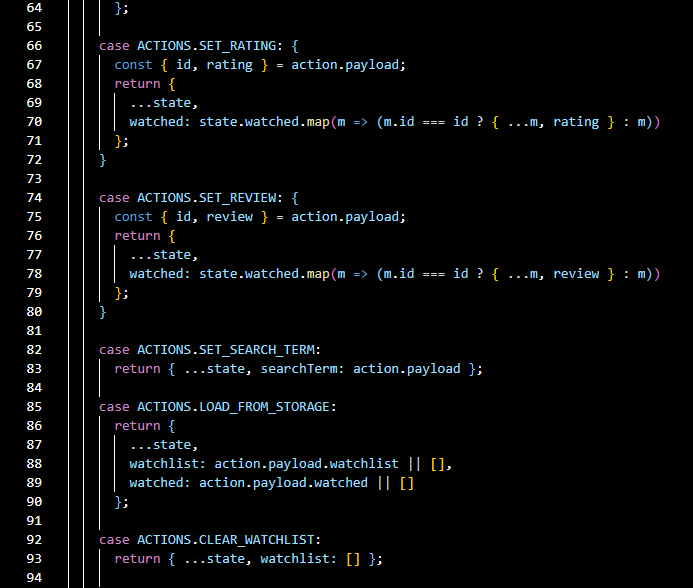 64 };
65
66 case ACTIONS.SET_RATING: {
67 const { id, rating } = action.payload;
68 return {
69 ...state,
70 watched: state.watched.map(m => (m.id === id ? { ...m, rating } : m))
71 };
72 }
73
74 case ACTIONS.SET_REVIEW: {
75 const { id, review } = action.payload;
76 return {
77 ...state,
78 watched: state.watched.map(m => (m.id === id ? { ...m, review } : m))
79 };
80 }
81
82 case ACTIONS.SET_SEARCH_TERM:
83 return { ...state, searchTerm: action.payload };
84
85 case ACTIONS.LOAD_FROM_STORAGE:
86 return {
87 ...state,
88 watchlist: action.payload.watchlist || [],
89 watched: action.payload.watched || []
90 };
91
92 case ACTIONS.CLEAR_WATCHLIST:
93 return { ...state, watchlist: [] };
94